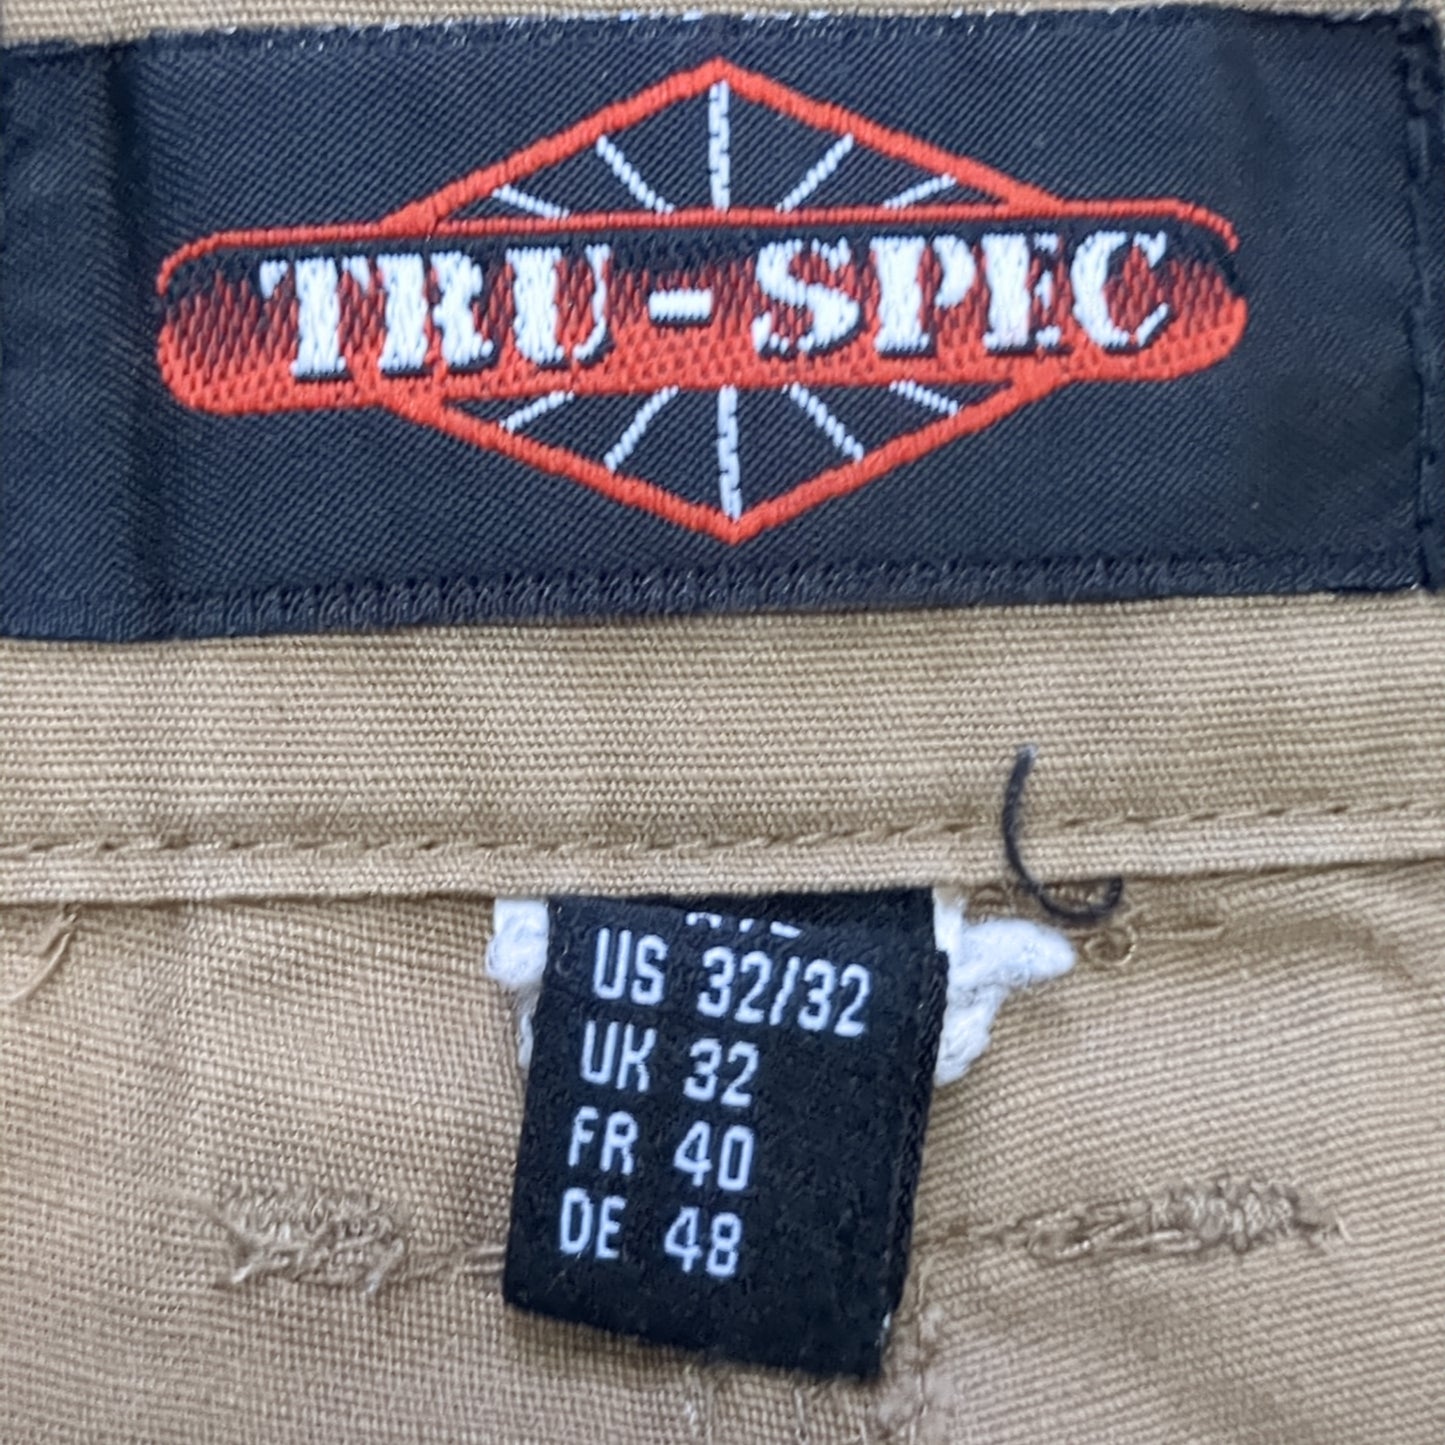 TRU-SPEC
US 32/32
UK 32
FR 40
DE 48